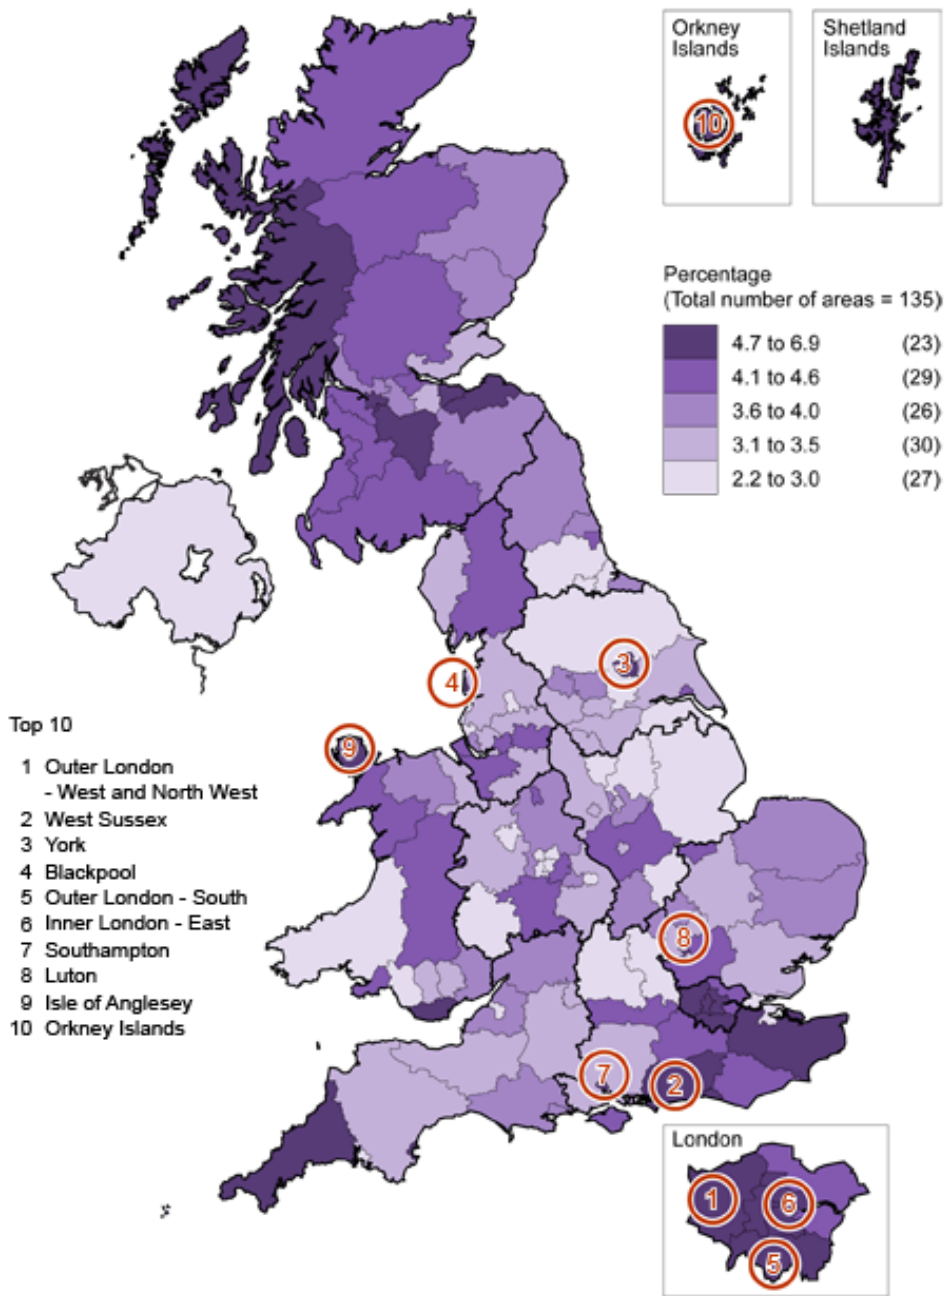 Orkney
Islands
Shetland
Islands
10
Percentage
(Total number of areas = 135)
4.7 to 6.9 (23)
4.1 to 4.6 (29)
3.6 to 4.0 (26)
3.1 to 3.5 (30)
2.2 to 3.0 (27)
3
4
9
Top 10
1 Outer London
- West and North West
2 West Sussex
3 York
4 Blackpool
5 Outer London - South
6 Inner London - East
7 Southampton
8 Luton
9 Isle of Anglesey
10 Orkney Islands
8
7
2
London
1
6
5